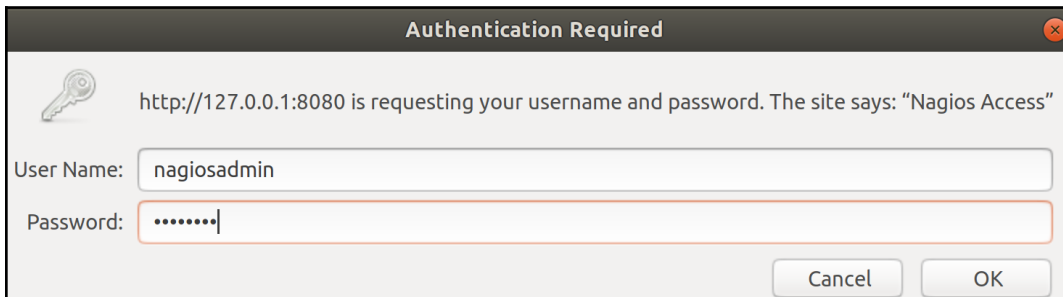 Authentication Required
http://127.0.0.1:8080 is requesting your username and password. The site says: “Nagios Access”
User Name: nagiosadmin
Password: ••••••••
Cancel OK